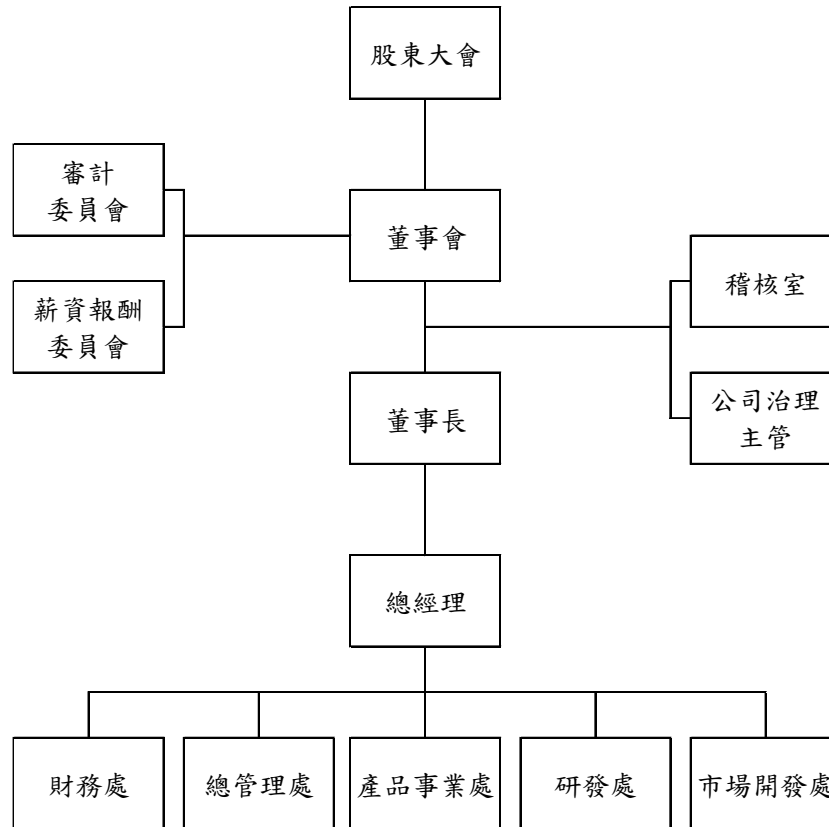 股東大會
審計
委員會
董事會
稽核室
薪資報酬
委員會
董事長
公司治理
主管
總經理
財務處
總管理處
產品事業處
研發處
市場開發處